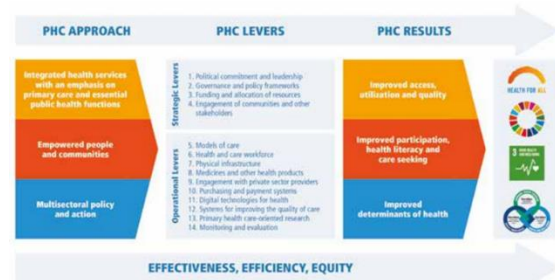 PHC APPROACH
PHC LEVERS
PHC RESULTS
Integrated health services
with an emphasis on
primary care and essential
public health functions
Empowered people
and communities
Multisectoral policy
and action
Strategic Levers
1. Political commitment and leadership
2. Governance and policy frameworks
3. Funding and allocation of resources
4. Engagement of communities and other
stakeholders
Operational Levers
5. Models of care
6. Health and care workforce
7. Physical infrastructure
8. Medicines and other health products
9. Engagement with private sector providers
10. Purchasing and payment systems
11. Digital technologies for health
12. Systems for improving the quality of care
13. Primary health care-oriented research
14. Monitoring and evaluation
Improved access,
utilization and quality
Improved participation,
health literacy and
care seeking
Improved
determinants of health
HEALTH FOR ALL
3
EFFECTIVENESS, EFFICIENCY, EQUITY